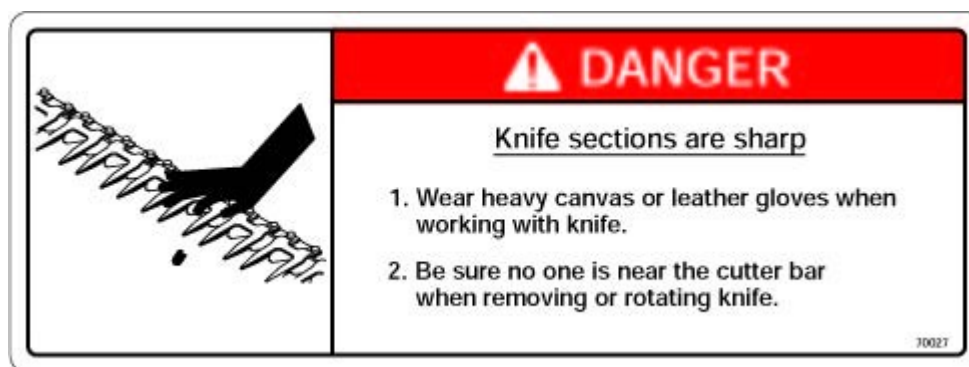 DANGER
Knife sections are sharp
1. Wear heavy canvas or leather gloves when
working with knife.
2. Be sure no one is near the cutter bar
when removing or rotating knife.
70027